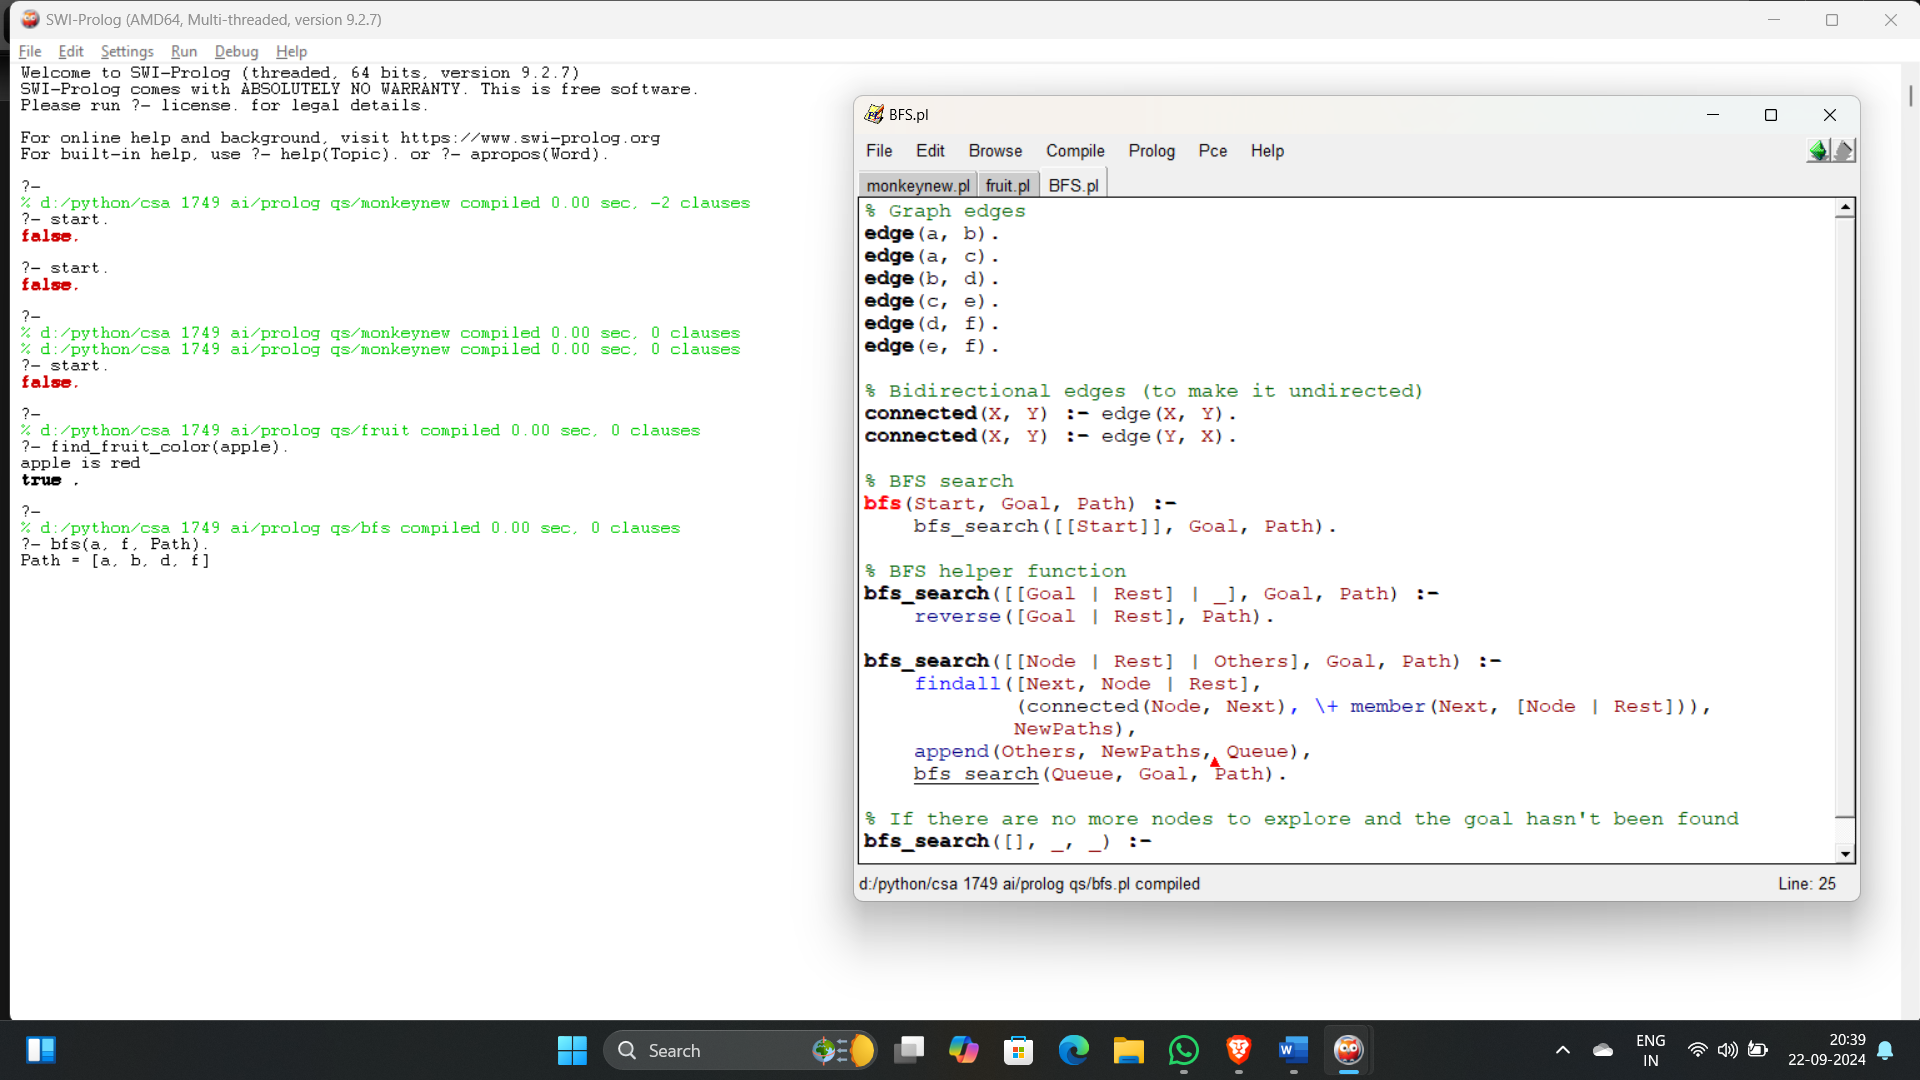 SWI-Prolog (AMD64, Multi-threaded, version 9.2.7)
File Edit Settings Run Debug Help
Welcome to SWI-Prolog (threaded, 64 bits, version 9.2.7)
SWI-Prolog comes with ABSOLUTELY NO WARRANTY. This is free software.
Please run ?- license. for legal details.
For online help and background, visit https://www.swi-prolog.org
For built-in help, use ?- help(Topic). or ?- apropos(Word).
?-
% d:/python/csa 1749 ai/prolog qs/monkeynew compiled 0.00 sec, -2 clauses
?- start.
false.
?- start.
false.
?-
% d:/python/csa 1749 ai/prolog qs/monkeynew compiled 0.00 sec, 0 clauses
% d:/python/csa 1749 ai/prolog qs/monkeynew compiled 0.00 sec, 0 clauses
?- start.
false.
?-
% d:/python/csa 1749 ai/prolog qs/fruit compiled 0.00 sec, 0 clauses
?- find_fruit_color(apple).
apple is red
true .
?-
% d:/python/csa 1749 ai/prolog qs/bfs compiled 0.00 sec, 0 clauses
?- bfs(a, f, Path).
Path = [a, b, d, f]
BFS.pl
File Edit Browse Compile Prolog Pce Help
monkeynew.pl fruit.pl BFS.pl
% Graph edges
edge(a, b).
edge(a, c).
edge(b, d).
edge(c, e).
edge(d, f).
edge(e, f).
% Bidirectional edges (to make it undirected)
connected(X, Y) :- edge(X, Y).
connected(X, Y) :- edge(Y, X).
% BFS search
bfs(Start, Goal, Path) :-
bfs_search([[Start]], Goal, Path).
% BFS helper function
bfs_search([[Goal | Rest] | _], Goal, Path) :-
reverse([Goal | Rest], Path).
bfs_search([[Node | Rest] | Others], Goal, Path) :-
findall([Next, Node | Rest],
(connected(Node, Next), \+ member(Next, [Node | Rest])),
NewPaths),
append(Others, NewPaths, Queue),
bfs_search(Queue, Goal, Path).
% If there are no more nodes to explore and the goal hasn't been found
bfs_search([], _, _) :-
d:/python/csa 1749 ai/prolog qs/bfs.pl compiled Line: 25
Search
ENG
IN
20:39
22-09-2024